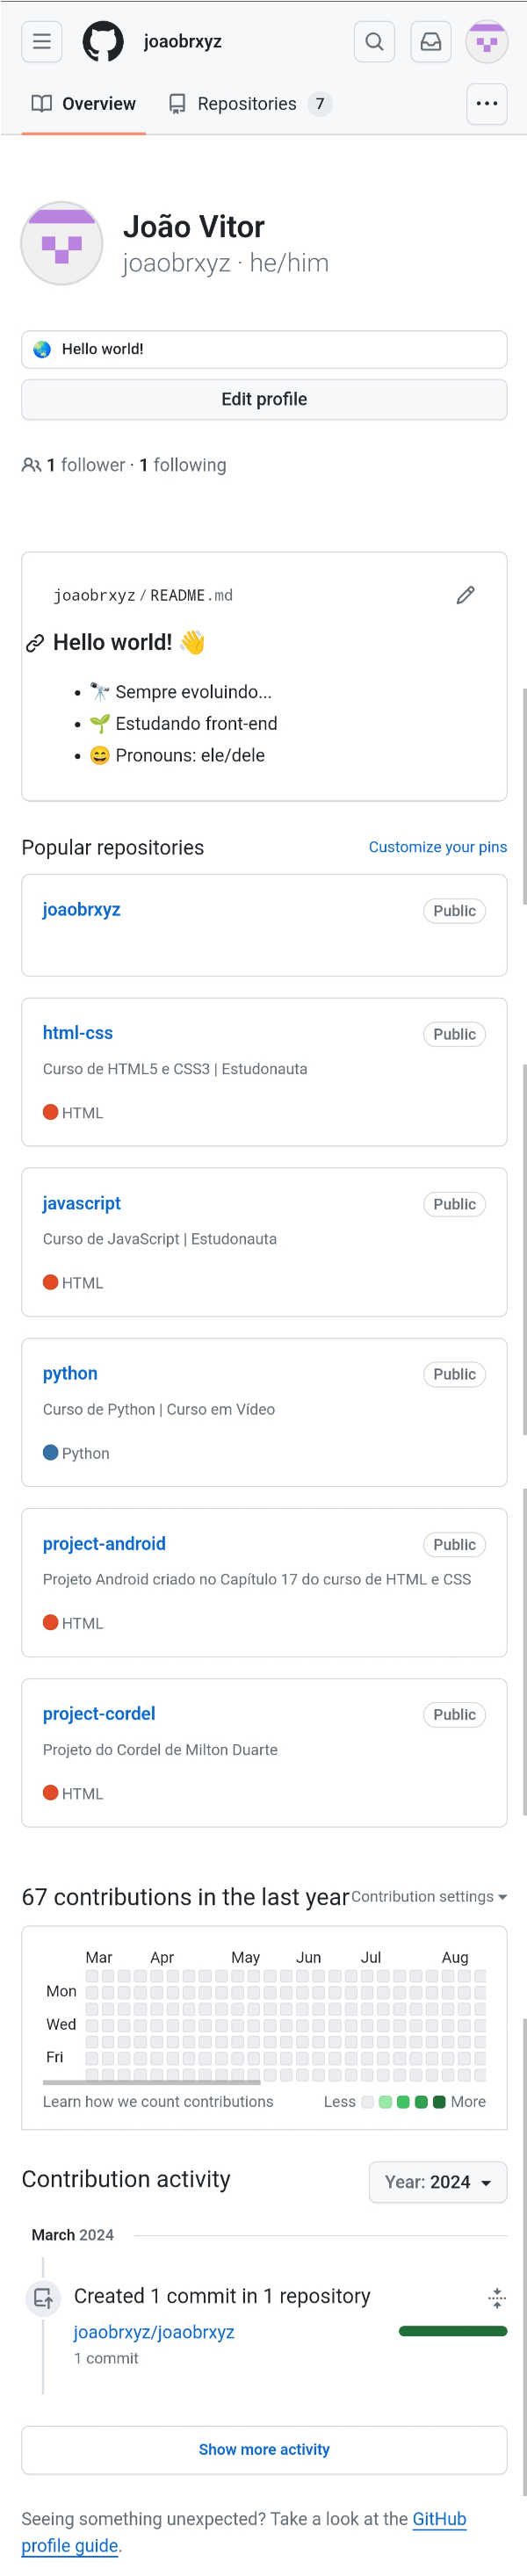 joaobrxyz
Overview Repositories 7
João Vitor
joaobrxyz · he/him
🌏 Hello world!
Edit profile
1 follower · 1 following
joaobrxyz / README.md
Hello world! 👋
• 🔭 Sempre evoluindo...
• 🌱 Estudando front-end
• 😄 Pronouns: ele/dele
Popular repositories Customize your pins
joaobrxyz Public
html-css Public
Curso de HTML5 e CSS3 | Estudonauta
HTML
javascript Public
Curso de JavaScript | Estudonauta
HTML
python Public
Curso de Python | Curso em Vídeo
Python
project-android Public
Projeto Android criado no Capítulo 17 do curso de HTML e CSS
HTML
project-cordel Public
Projeto do Cordel de Milton Duarte
HTML
67 contributions in the last year Contribution settings
Mar Apr May Jun Jul Aug
Mon
Wed
Fri
Learn how we count contributions Less More
Contribution activity Year: 2024
March 2024
Created 1 commit in 1 repository
joaobrxyz/joaobrxyz
1 commit
Show more activity
Seeing something unexpected? Take a look at the GitHub
profile guide.